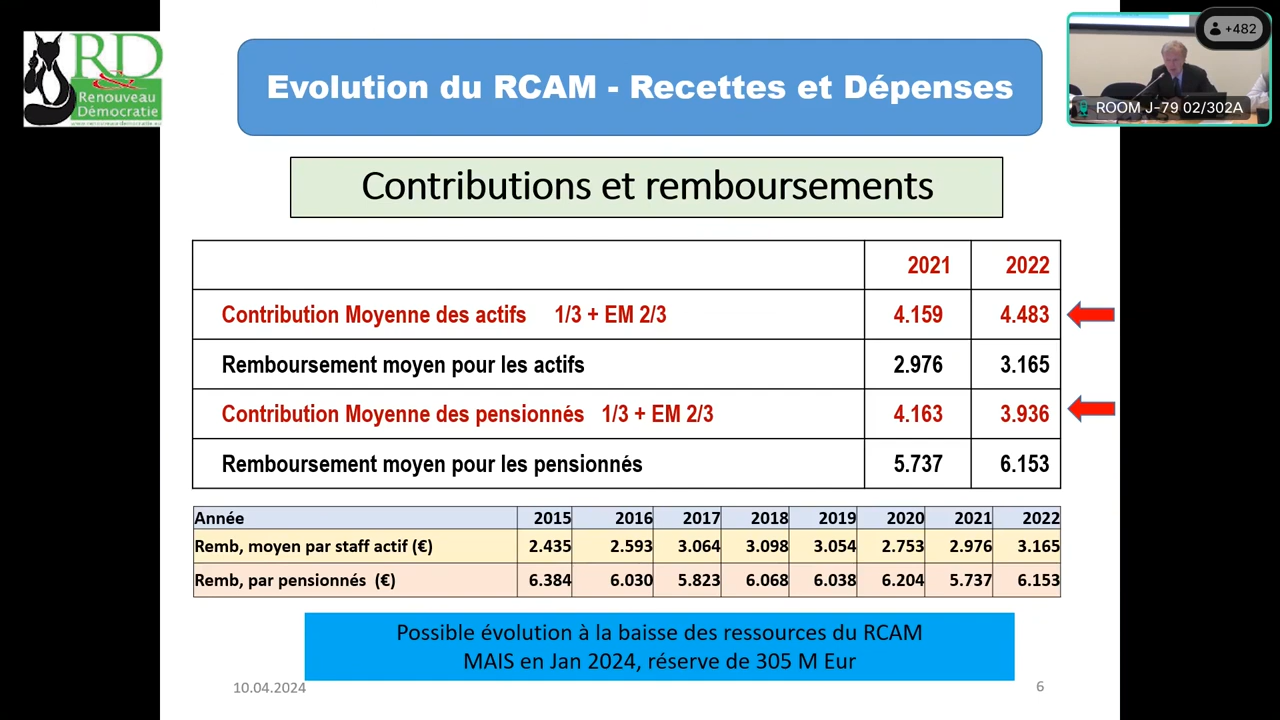 RD
&
Renouveau
Démocratie
+482
ROOM J-79 02/302A
Evolution du RCAM - Recettes et Dépenses
Contributions et remboursements
2021 2022
Contribution Moyenne des actifs 1/3 + EM 2/3 4.159 4.483
Remboursement moyen pour les actifs 2.976 3.165
Contribution Moyenne des pensionnés 1/3 + EM 2/3 4.163 3.936
Remboursement moyen pour les pensionnés 5.737 6.153
Année 2015 2016 2017 2018 2019 2020 2021 2022
Remb, moyen par staff actif (€) 2.435 2.593 3.064 3.098 3.054 2.753 2.976 3.165
Remb, par pensionnés (€) 6.384 6.030 5.823 6.068 6.038 6.204 5.737 6.153
Possible évolution à la baisse des ressources du RCAM
MAIS en Jan 2024, réserve de 305 M Eur
10.04.2024 6